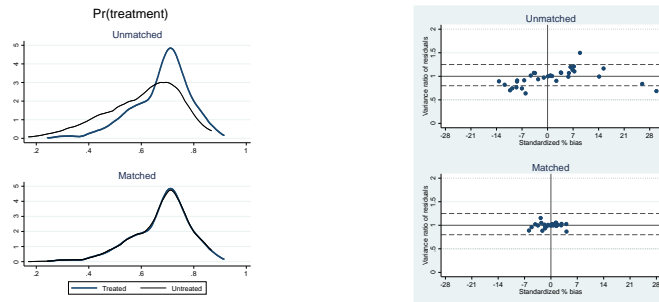 Pr(treatment)
Unmatched
0 1 2 3 4 5
.2 .4 .6 .8 1
Matched
0 1 2 3 4 5
.2 .4 .6 .8 1
Treated Untreated
Unmatched
Variance ratio of residuals
0 .5 1 1.5 2
-28 -21 -14 -7 0 7 14 21 28
Standardized % bias
Matched
Variance ratio of residuals
0 .5 1 1.5 2
-28 -21 -14 -7 0 7 14 21 28
Standardized % bias